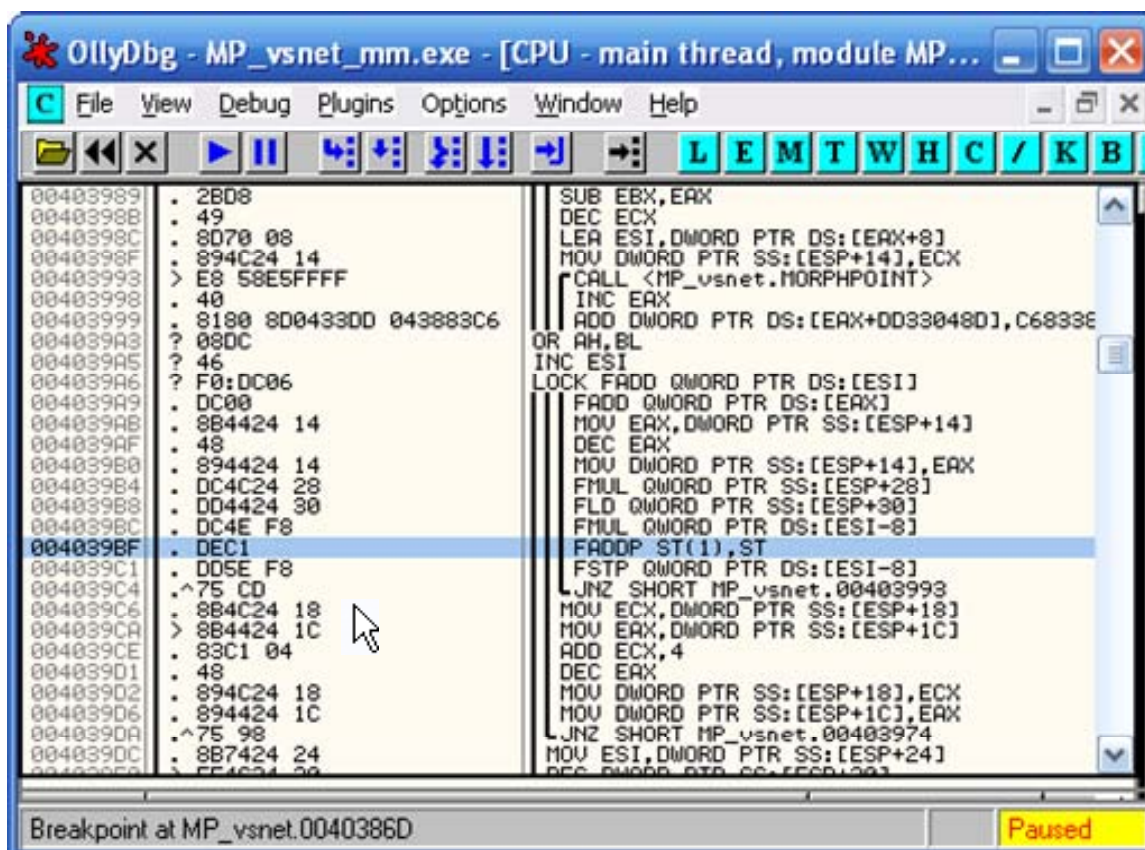 OllyDbg - MP_vsnet_mm.exe - [CPU - main thread, module MP...
C File View Debug Plugins Options Window Help
L E M T W H C / K B
00403989 . 2BD8 SUB EBX,EAX
0040398B . 49 DEC ECX
0040398C . 8D70 08 LEA ESI,DWORD PTR DS:[EAX+8]
0040398F . 894C24 14 MOV DWORD PTR SS:[ESP+14],ECX
00403993 > E8 58E5FFFF CALL <MP_vsnet.MORPHPOINT>
00403998 . 40 INC EAX
00403999 . 8180 8D0433DD 043883C6 ADD DWORD PTR DS:[EAX+DD33048D],C68338
004039A3 ? 08DC OR AH,BL
004039A5 ? 46 INC ESI
004039A6 ? F0:DC06 LOCK FADD QWORD PTR DS:[ESI]
004039A9 . DC00 FADD QWORD PTR DS:[EAX]
004039AB . 8B4424 14 MOV EAX,DWORD PTR SS:[ESP+14]
004039AF . 48 DEC EAX
004039B0 . 894424 14 MOV DWORD PTR SS:[ESP+14],EAX
004039B4 . DC4C24 28 FMUL QWORD PTR SS:[ESP+28]
004039B8 . DD4424 30 FLD QWORD PTR SS:[ESP+30]
004039BC . DC4E F8 FMUL QWORD PTR DS:[ESI-8]
004039BF . DEC1 FADDP ST(1),ST
004039C1 . DD5E F8 FSTP QWORD PTR DS:[ESI-8]
004039C4 .^75 CD JNZ SHORT MP_vsnet.00403993
004039C6 . 8B4C24 18 MOV ECX,DWORD PTR SS:[ESP+18]
004039CA > 8B4424 1C MOV EAX,DWORD PTR SS:[ESP+1C]
004039CE . 83C1 04 ADD ECX,4
004039D1 . 48 DEC EAX
004039D2 . 894C24 18 MOV DWORD PTR SS:[ESP+18],ECX
004039D6 . 894424 1C MOV DWORD PTR SS:[ESP+1C],EAX
004039DA .^75 98 JNZ SHORT MP_vsnet.00403974
004039DC . 8B7424 24 MOV ESI,DWORD PTR SS:[ESP+24]
Breakpoint at MP_vsnet.0040386D Paused